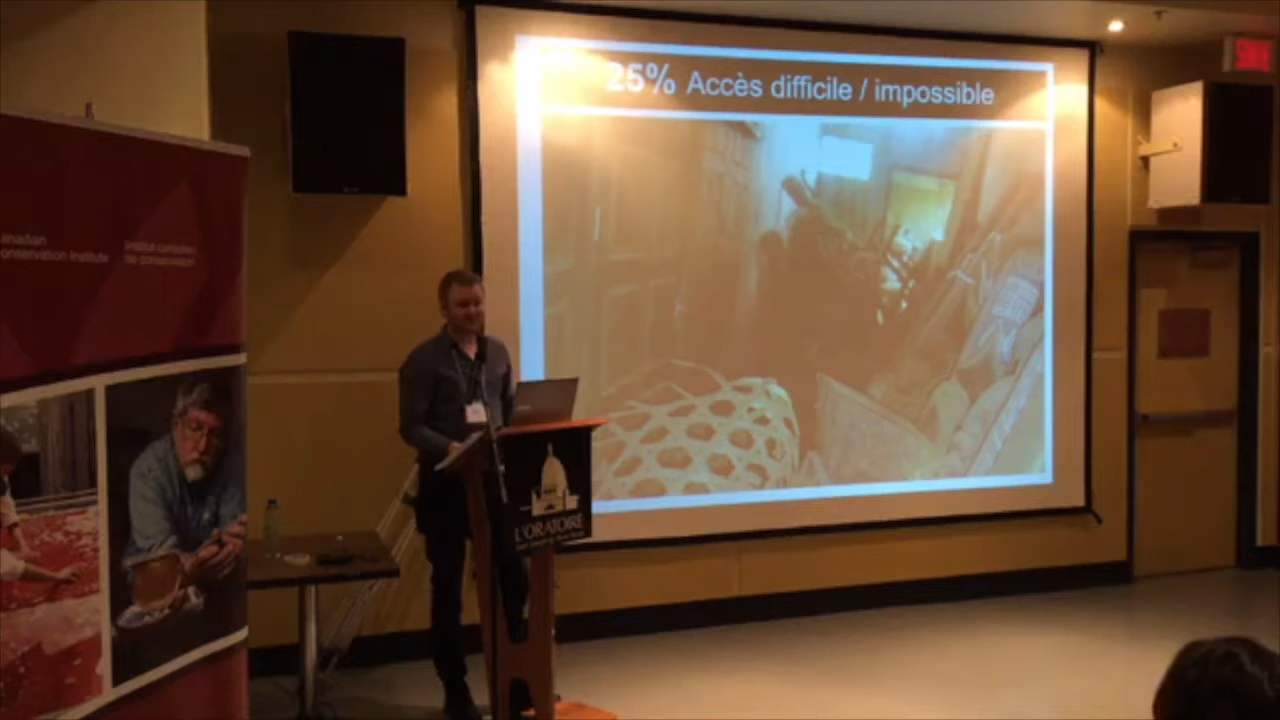 25% Accès difficile / impossible
anadian
onservation Institute
Institut canadien
de conservation
L'ORATOIRE